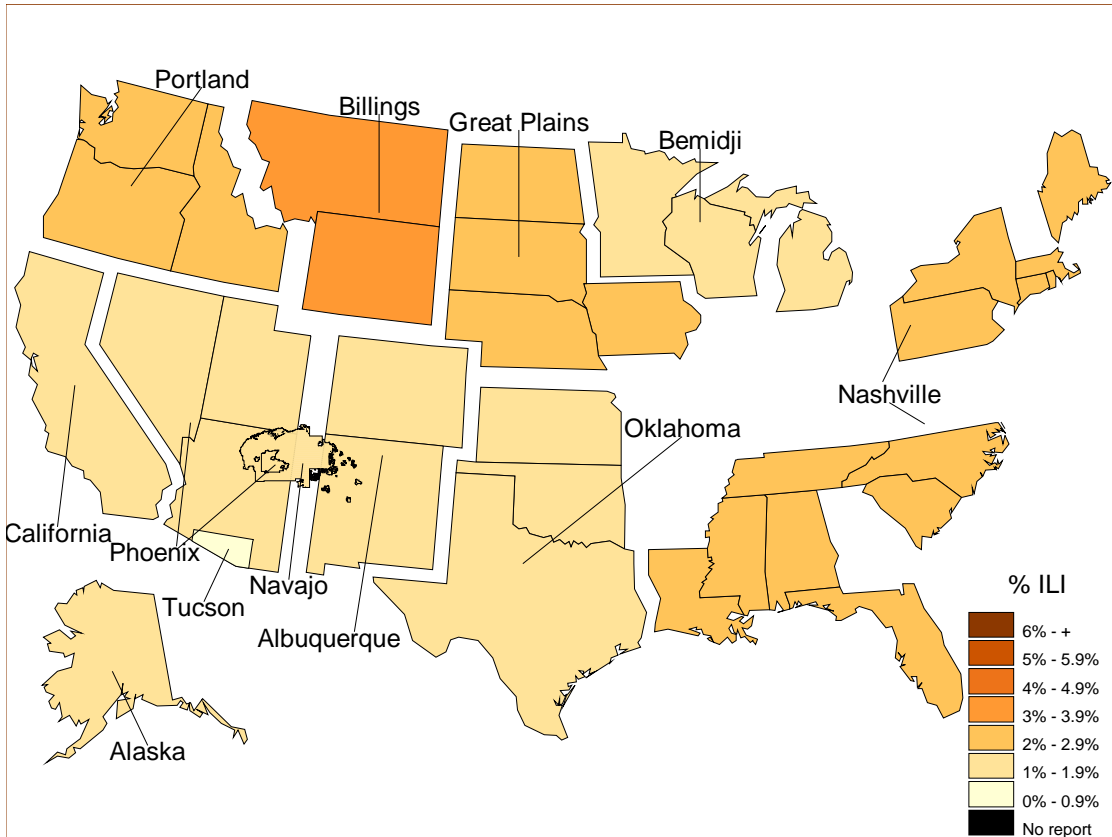 Portland
Billings
Great Plains
Bemidji
Nashville
Oklahoma
California
Phoenix
Navajo
Tucson
Albuquerque
Alaska
% ILI
6% - +
5% - 5.9%
4% - 4.9%
3% - 3.9%
2% - 2.9%
1% - 1.9%
0% - 0.9%
No report